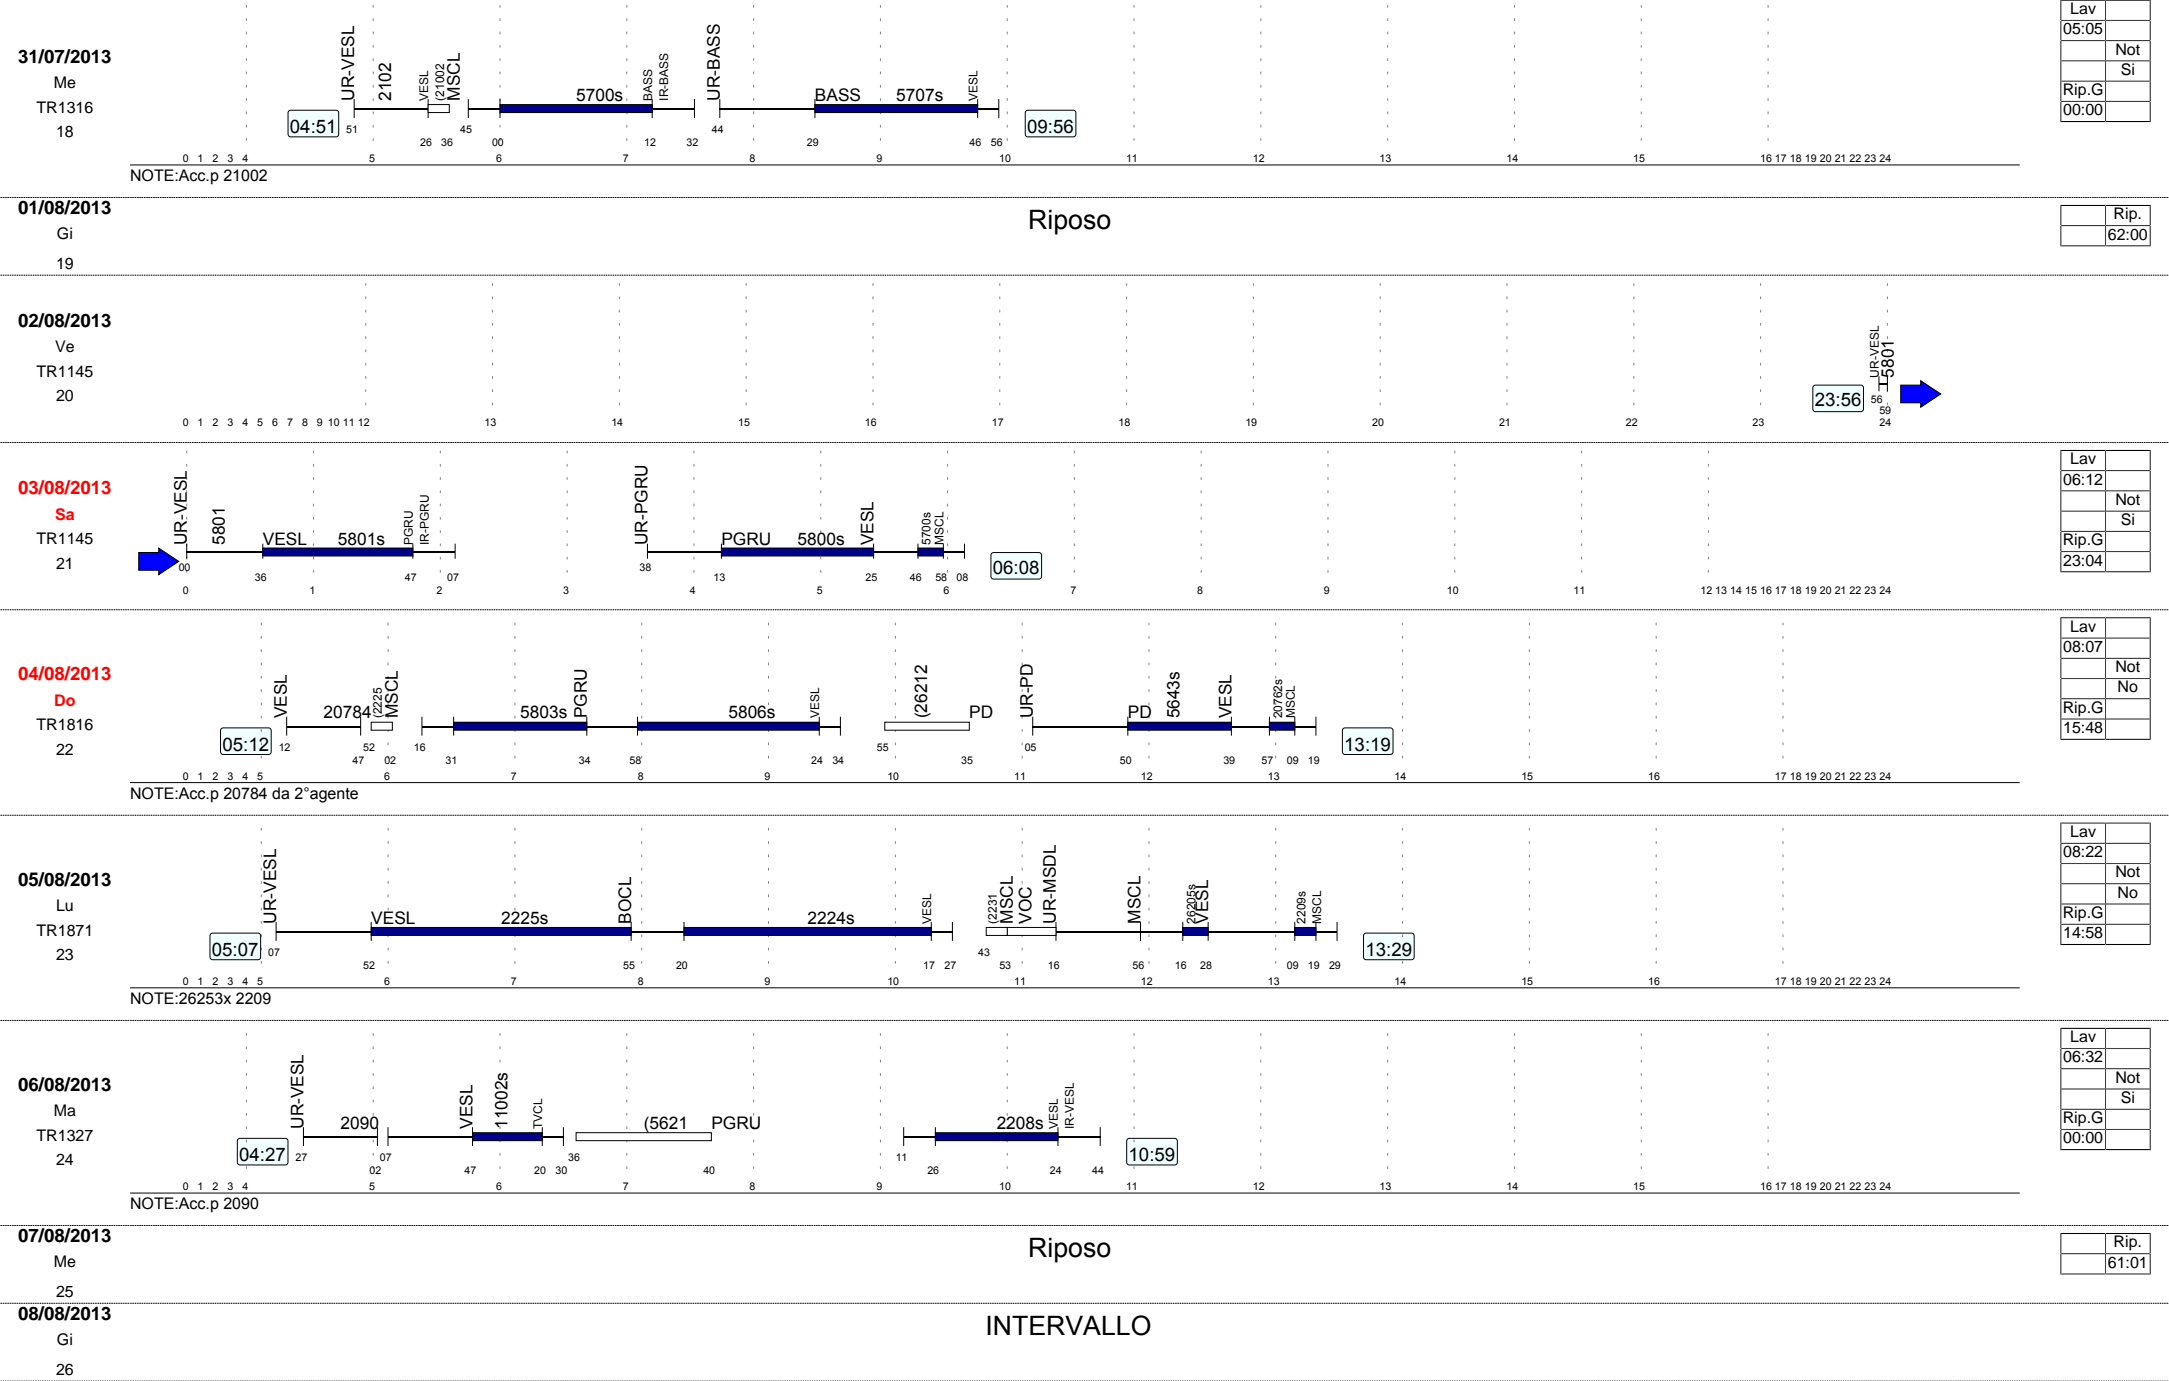 31/07/2013
Me
TR1316
18
04:51
UR-VESL 2102 VESL (21002 MSCL 5700s BASS IR-BASS UR-BASS BASS 5707s VESL
09:56
51 26 36 45 00 12 32 44 29 46 56
0 1 2 3 4 5 6 7 8 9 10 11 12 13 14 15 16 17 18 19 20 21 22 23 24
NOTE:Acc.p 21002
Lav
05:05
Not
Si
Rip.G
00:00
01/08/2013
Gi
19
Riposo
Rip.
62:00
02/08/2013
Ve
TR1145
20
UR-VESL 5801
23:56
56 59
0 1 2 3 4 5 6 7 8 9 10 11 12 13 14 15 16 17 18 19 20 21 22 23 24
03/08/2013
Sa
TR1145
21
UR-VESL 5801 VESL 5801s PGRU IR-PGRU UR-PGRU PGRU 5800s VESL 5700s MSCL
06:08
00 36 47 07 38 13 25 46 58 08
0 1 2 3 4 5 6 7 8 9 10 11 12 13 14 15 16 17 18 19 20 21 22 23 24
Lav
06:12
Not
Si
Rip.G
23:04
04/08/2013
Do
TR1816
22
05:12
VESL 20784 (2225 MSCL 5803s PGRU 5806s VESL (26212 PD UR-PD PD 5643s VESL 20762s MSCL
13:19
12 47 52 02 16 31 34 58 24 34 55 35 05 50 39 57 09 19
0 1 2 3 4 5 6 7 8 9 10 11 12 13 14 15 16 17 18 19 20 21 22 23 24
NOTE:Acc.p 20784 da 2°agente
Lav
08:07
Not
No
Rip.G
15:48
05/08/2013
Lu
TR1871
23
05:07
UR-VESL VESL 2225s BOCL 2224s VESL (2231 MSCL VOC UR-MSDL MSCL 26205s VESL 2209s MSCL
13:29
07 52 55 20 17 27 43 53 16 56 16 28 09 19 29
0 1 2 3 4 5 6 7 8 9 10 11 12 13 14 15 16 17 18 19 20 21 22 23 24
NOTE:26253x 2209
Lav
08:22
Not
No
Rip.G
14:58
06/08/2013
Ma
TR1327
24
04:27
UR-VESL 2090 VESL 11002s TVCL (5621 PGRU 2208s VESL IR-VESL
10:59
27 02 07 47 20 30 36 40 11 26 24 44
0 1 2 3 4 5 6 7 8 9 10 11 12 13 14 15 16 17 18 19 20 21 22 23 24
NOTE:Acc.p 2090
Lav
06:32
Not
Si
Rip.G
00:00
07/08/2013
Me
25
Riposo
Rip.
61:01
08/08/2013
Gi
26
INTERVALLO